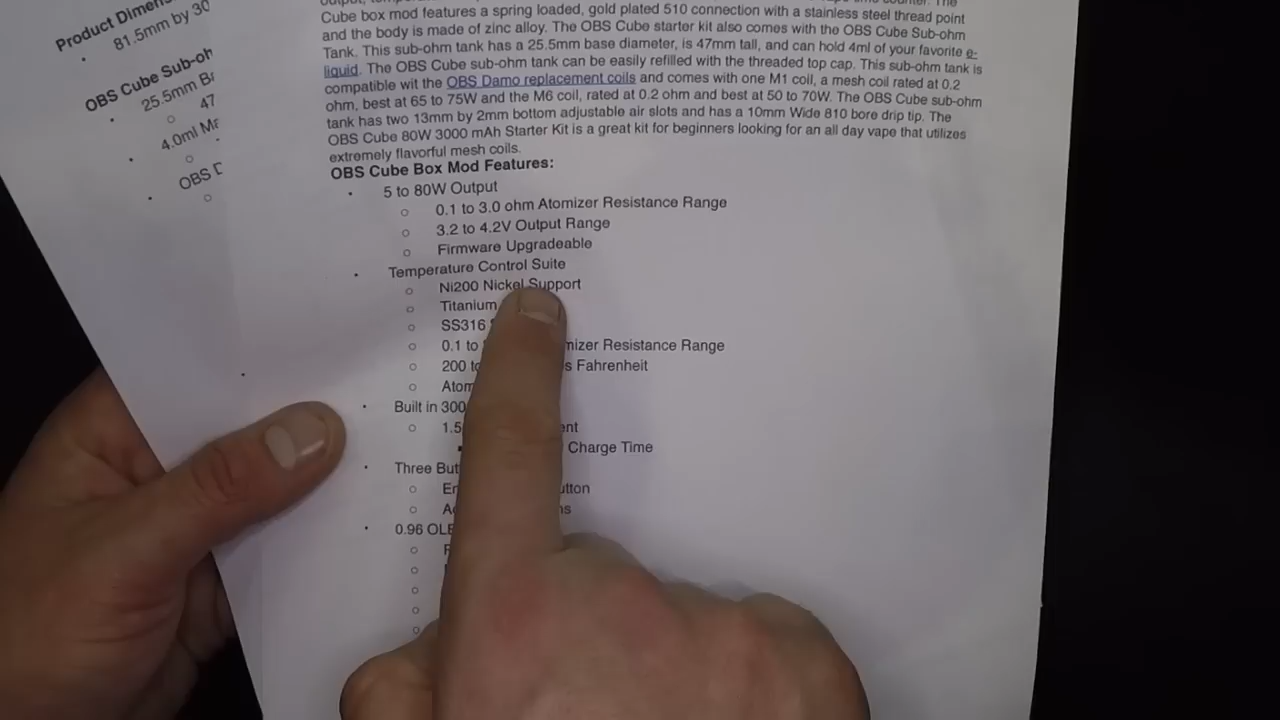 Product Dimen
81.5mm by 30
OBS Cube Sub-oh
25.5mm B
47
4.0ml Ma
OBS D
Cube box mod features a spring loaded, gold plated 510 connection with a stainless steel thread point
and the body is made of zinc alloy. The OBS Cube starter kit also comes with the OBS Cube Sub-ohm
Tank. This sub-ohm tank has a 25.5mm base diameter, is 47mm tall, and can hold 4ml of your favorite e-
liquid. The OBS Cube sub-ohm tank can be easily refilled with the threaded top cap. This sub-ohm tank is
compatible wit the OBS Damo replacement coils and comes with one M1 coil, a mesh coil rated at 0.2
ohm, best at 65 to 75W and the M6 coil, rated at 0.2 ohm and best at 50 to 70W. The OBS Cube sub-ohm
tank has two 13mm by 2mm bottom adjustable air slots and has a 10mm Wide 810 bore drip tip. The
OBS Cube 80W 3000 mAh Starter Kit is a great kit for beginners looking for an all day vape that utilizes
extremely flavorful mesh coils.
OBS Cube Box Mod Features:
5 to 80W Output
0.1 to 3.0 ohm Atomizer Resistance Range
3.2 to 4.2V Output Range
Firmware Upgradeable
Temperature Control Suite
Ni200 Nickel Support
Titanium
SS316
0.1 to mizer Resistance Range
200 to s Fahrenheit
Atom
Built in 300
1.5 ent
Charge Time
Three But
En utton
Ad ns
0.96 OLE